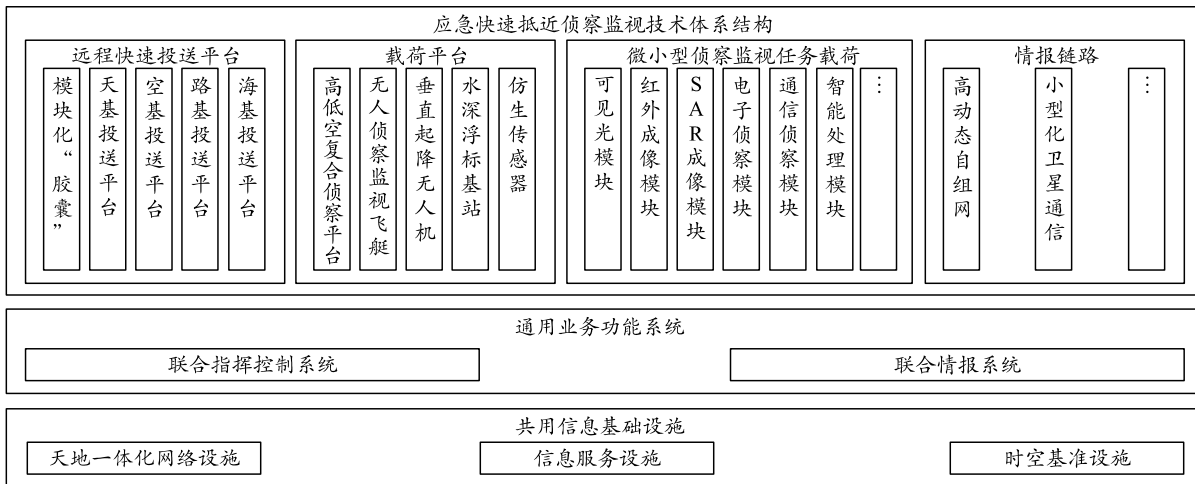 应急快速抵近侦察监视技术体系结构
远程快速投送平台
模块化“胶囊”
天基投送平台
空基投送平台
路基投送平台
海基投送平台
载荷平台
高低空复合侦察平台
无人侦察监视飞艇
垂直起降无人机
水深浮标基站
仿生传感器
微小型侦察监视任务载荷
可见光模块
红外成像模块
SAR成像模块
电子侦察模块
通信侦察模块
智能处理模块
⋮
情报链路
高动态自组网
小型化卫星通信
⋮
通用业务功能系统
联合指挥控制系统
联合情报系统
共用信息基础设施
天地一体化网络设施
信息服务设施
时空基准设施